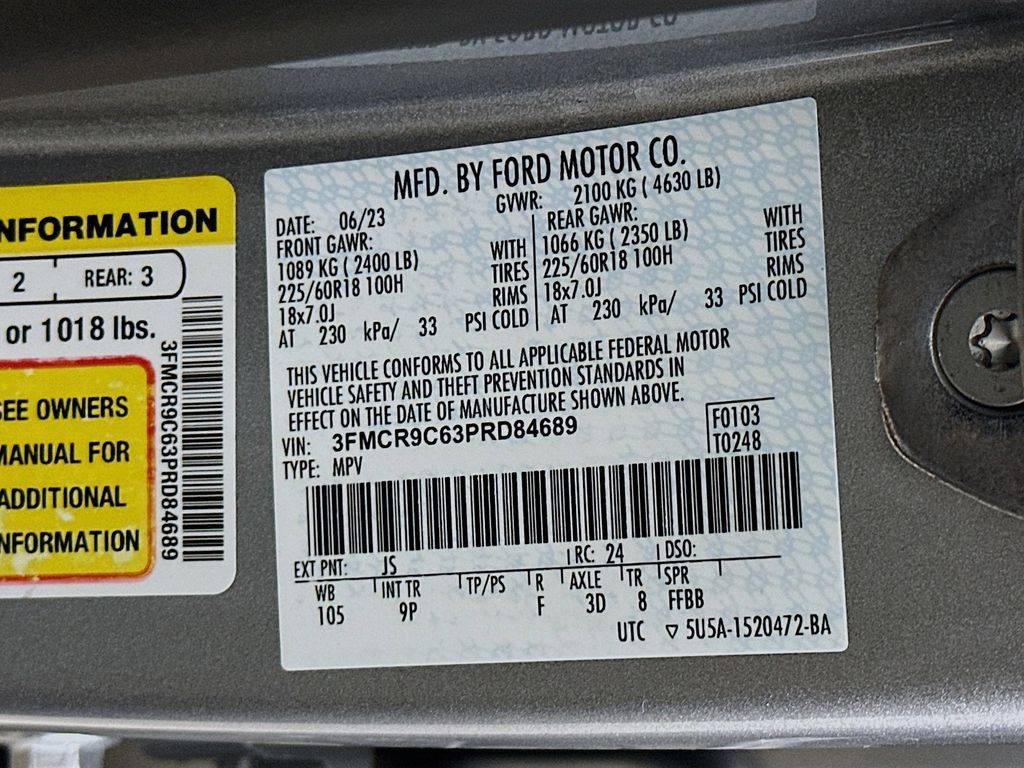 NFORMATION
2 REAR: 3
or 1018 lbs.
SEE OWNERS
MANUAL FOR
ADDITIONAL
NFORMATION
3FMCR9C63PRD84689
MFD. BY FORD MOTOR CO.
DATE: 06/23 GVWR: 2100 KG ( 4630 LB)
FRONT GAWR: REAR GAWR:
1089 KG ( 2400 LB) WITH 1066 KG ( 2350 LB) WITH
225/60R18 100H TIRES 225/60R18 100H TIRES
18x7.0J RIMS 18x7.0J RIMS
AT 230 kPa/ 33 PSI COLD AT 230 kPa/ 33 PSI COLD
THIS VEHICLE CONFORMS TO ALL APPLICABLE FEDERAL MOTOR
VEHICLE SAFETY AND THEFT PREVENTION STANDARDS IN
EFFECT ON THE DATE OF MANUFACTURE SHOWN ABOVE.
VIN: 3FMCR9C63PRD84689 F0103
TYPE: MPV T0248
EXT PNT: JS RC: 24 DSO:
WB INT TR TP/PS R AXLE TR SPR
105 9P F 3D 8 FFBB
UTC ▽ 5U5A-1520472-BA